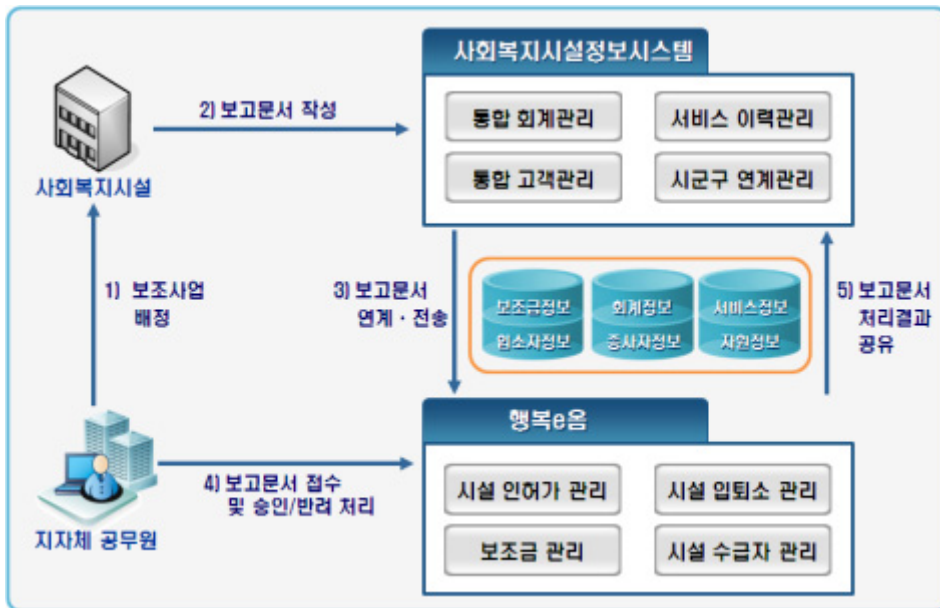 사회복지시설정보시스템
통합 회계관리
서비스 이력관리
통합 고객관리
시군구 연계관리
2) 보고문서 작성
사회복지시설
1) 보조사업
배정
3) 보고문서
연계·전송
보조금정보
회계정보
서비스정보
입소자정보
종사자정보
자원정보
5) 보고문서
처리결과
공유
행복e음
시설 인허가 관리
시설 입퇴소 관리
보조금 관리
시설 수급자 관리
4) 보고문서 접수
및 승인/반려 처리
지자체 공무원